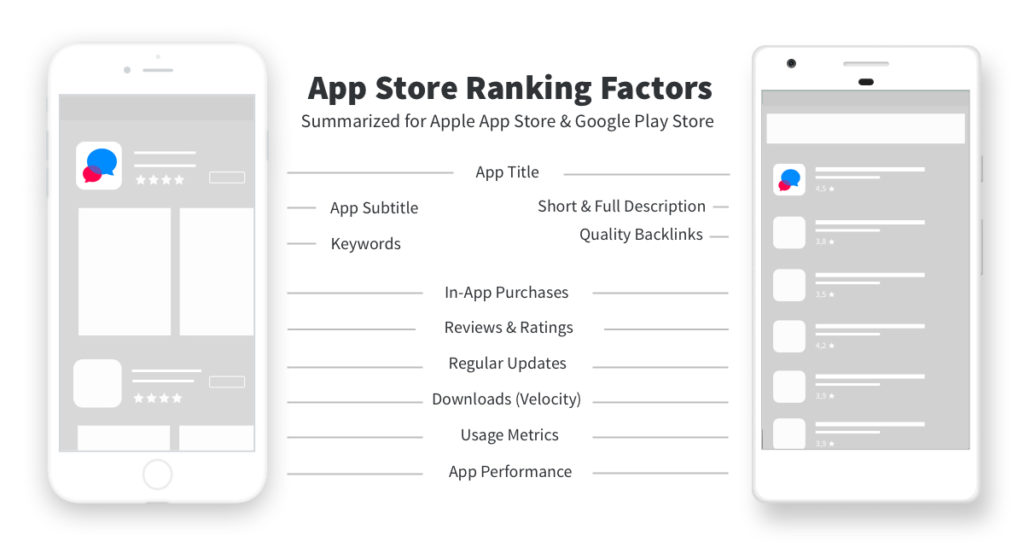 App Store Ranking Factors
Summarized for Apple App Store & Google Play Store
App Title
App Subtitle
Keywords
Short & Full Description
Quality Backlinks
In-App Purchases
Reviews & Ratings
Regular Updates
Downloads (Velocity)
Usage Metrics
App Performance
4,5 ★
3,8 ★
3,5 ★
4,2 ★
3,9 ★
3,9 ★